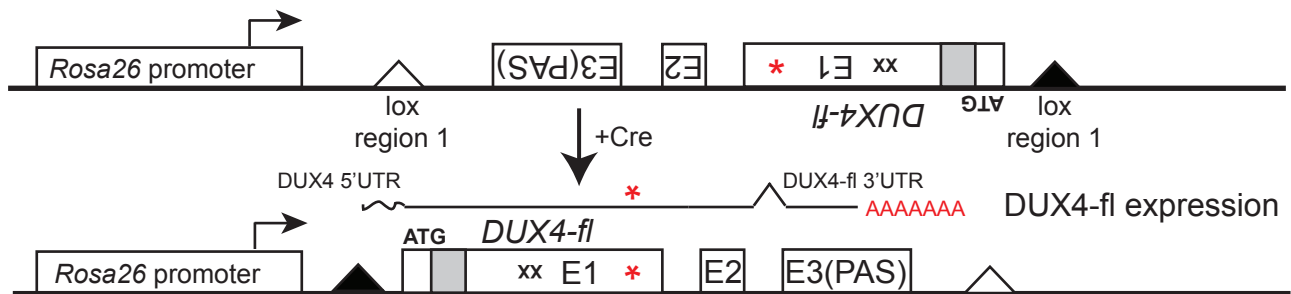 Rosa26 promoter
E3(PAS)
E2
* E1 xx
ATG
DUX4-fl
lox
region 1
lox
region 1
+Cre
DUX4 5'UTR
*
DUX4-fl 3'UTR
AAAAAAA
DUX4-fl expression
ATG
DUX4-fl
Rosa26 promoter
xx E1 *
E2
E3(PAS)